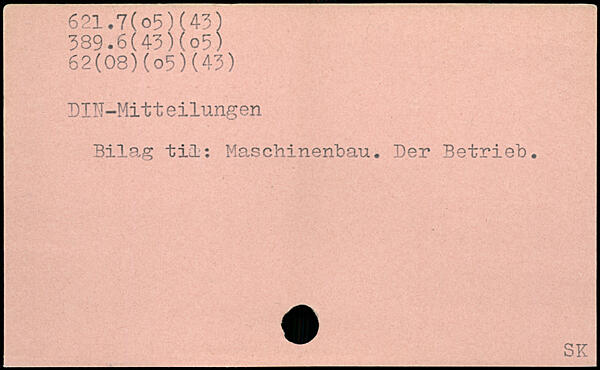 621.7(o5)(43)
389.6(43)(o5)
62(08)(o5)(43)
DIN-Mitteilungen
Bilag til: Maschinenbau. Der Betrieb.
SK